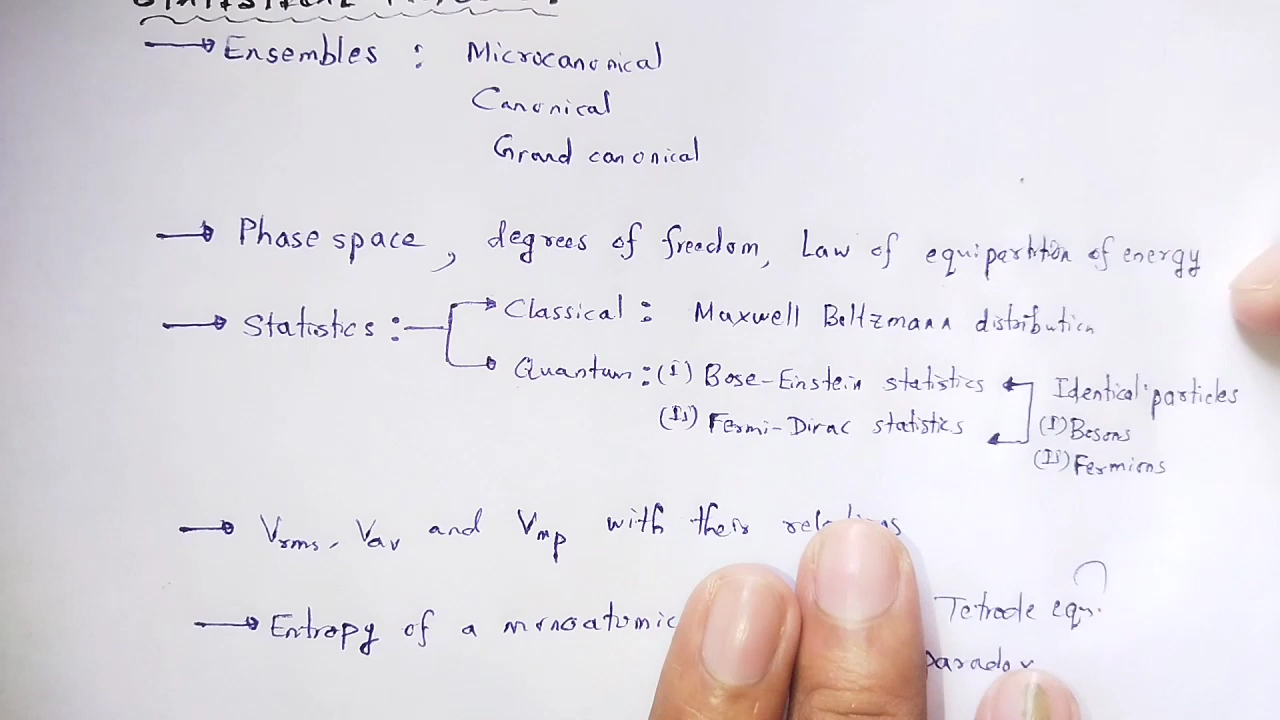 → Ensembles : Microcanonical
Canonical
Grand canonical
→ Phase space, degrees of freedom, Law of equipartition of energy
→ Statistics : Classical : Maxwell Boltzmann distribution
Quantum : (I) Bose-Einstein statistics Identical particles
(II) Fermi-Dirac statistics (I) Bosons
(II) Fermions
→ Vrms, Vav and Vmp with their
→ Entropy of a monoatomic Tetrode eqn.